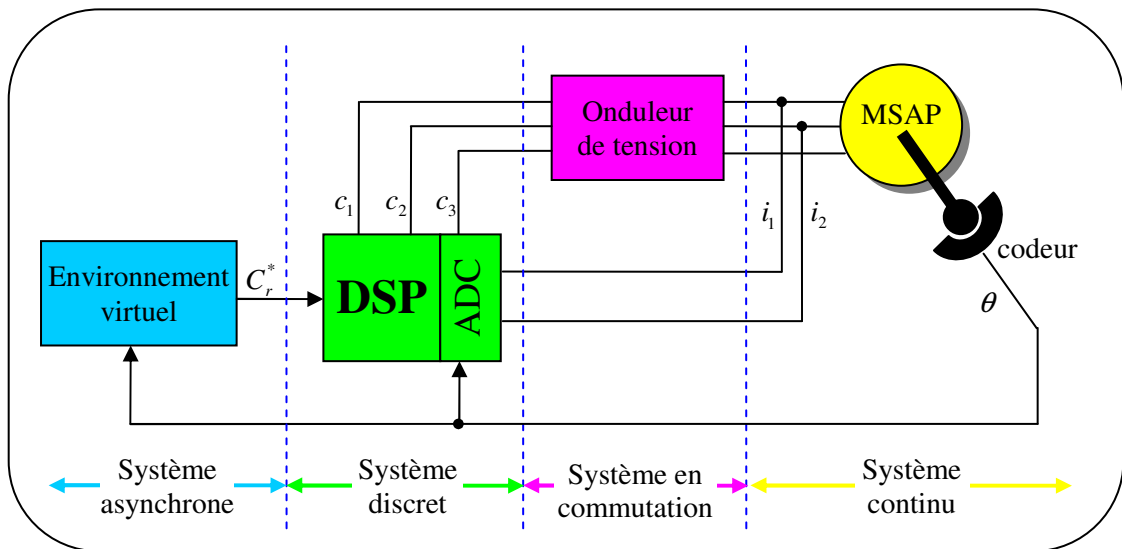 Onduleur
de tension
MSAP
c1
c2
c3
i1
i2
codeur
θ
Environnement
virtuel
C*r
DSP
ADC
Système
asynchrone
Système
discret
Système en
commutation
Système
continu